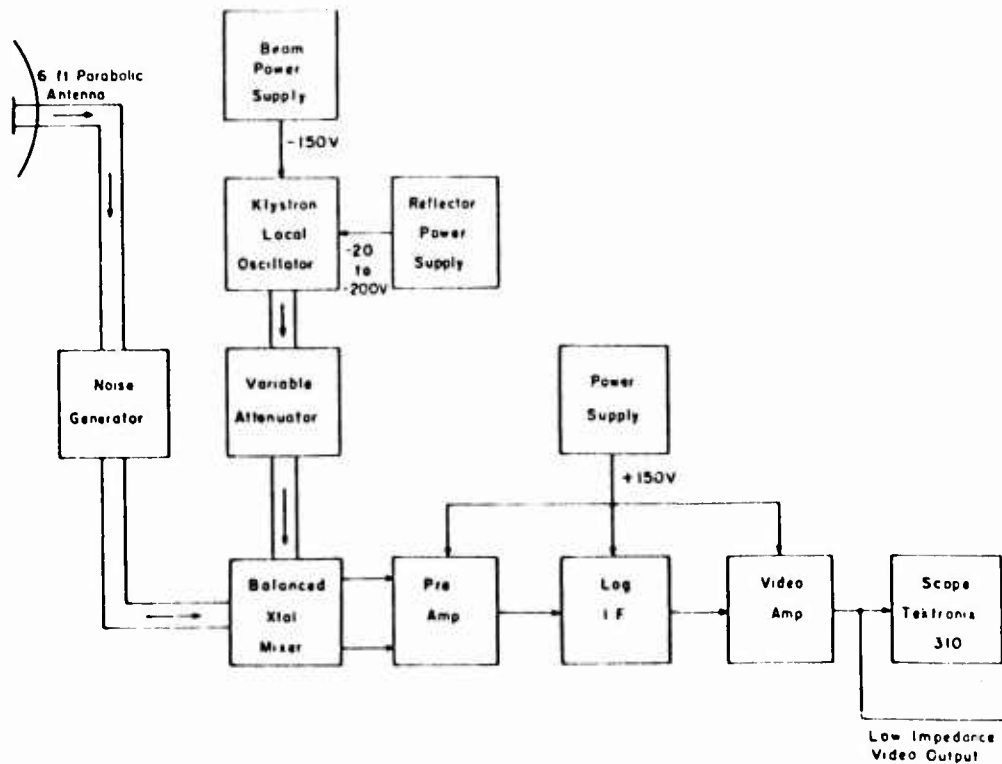 6 ft Parabolic
Antenna
Beam
Power
Supply
-150V
Klystron
Local
Oscillator
Reflector
Power
Supply
-20
to
-200V
Noise
Generator
Variable
Attenuator
Power
Supply
+150V
Balanced
Xtal
Mixer
Pre
Amp
Log
I F
Video
Amp
Scope
Tektronix
310
Low Impedance
Video Output